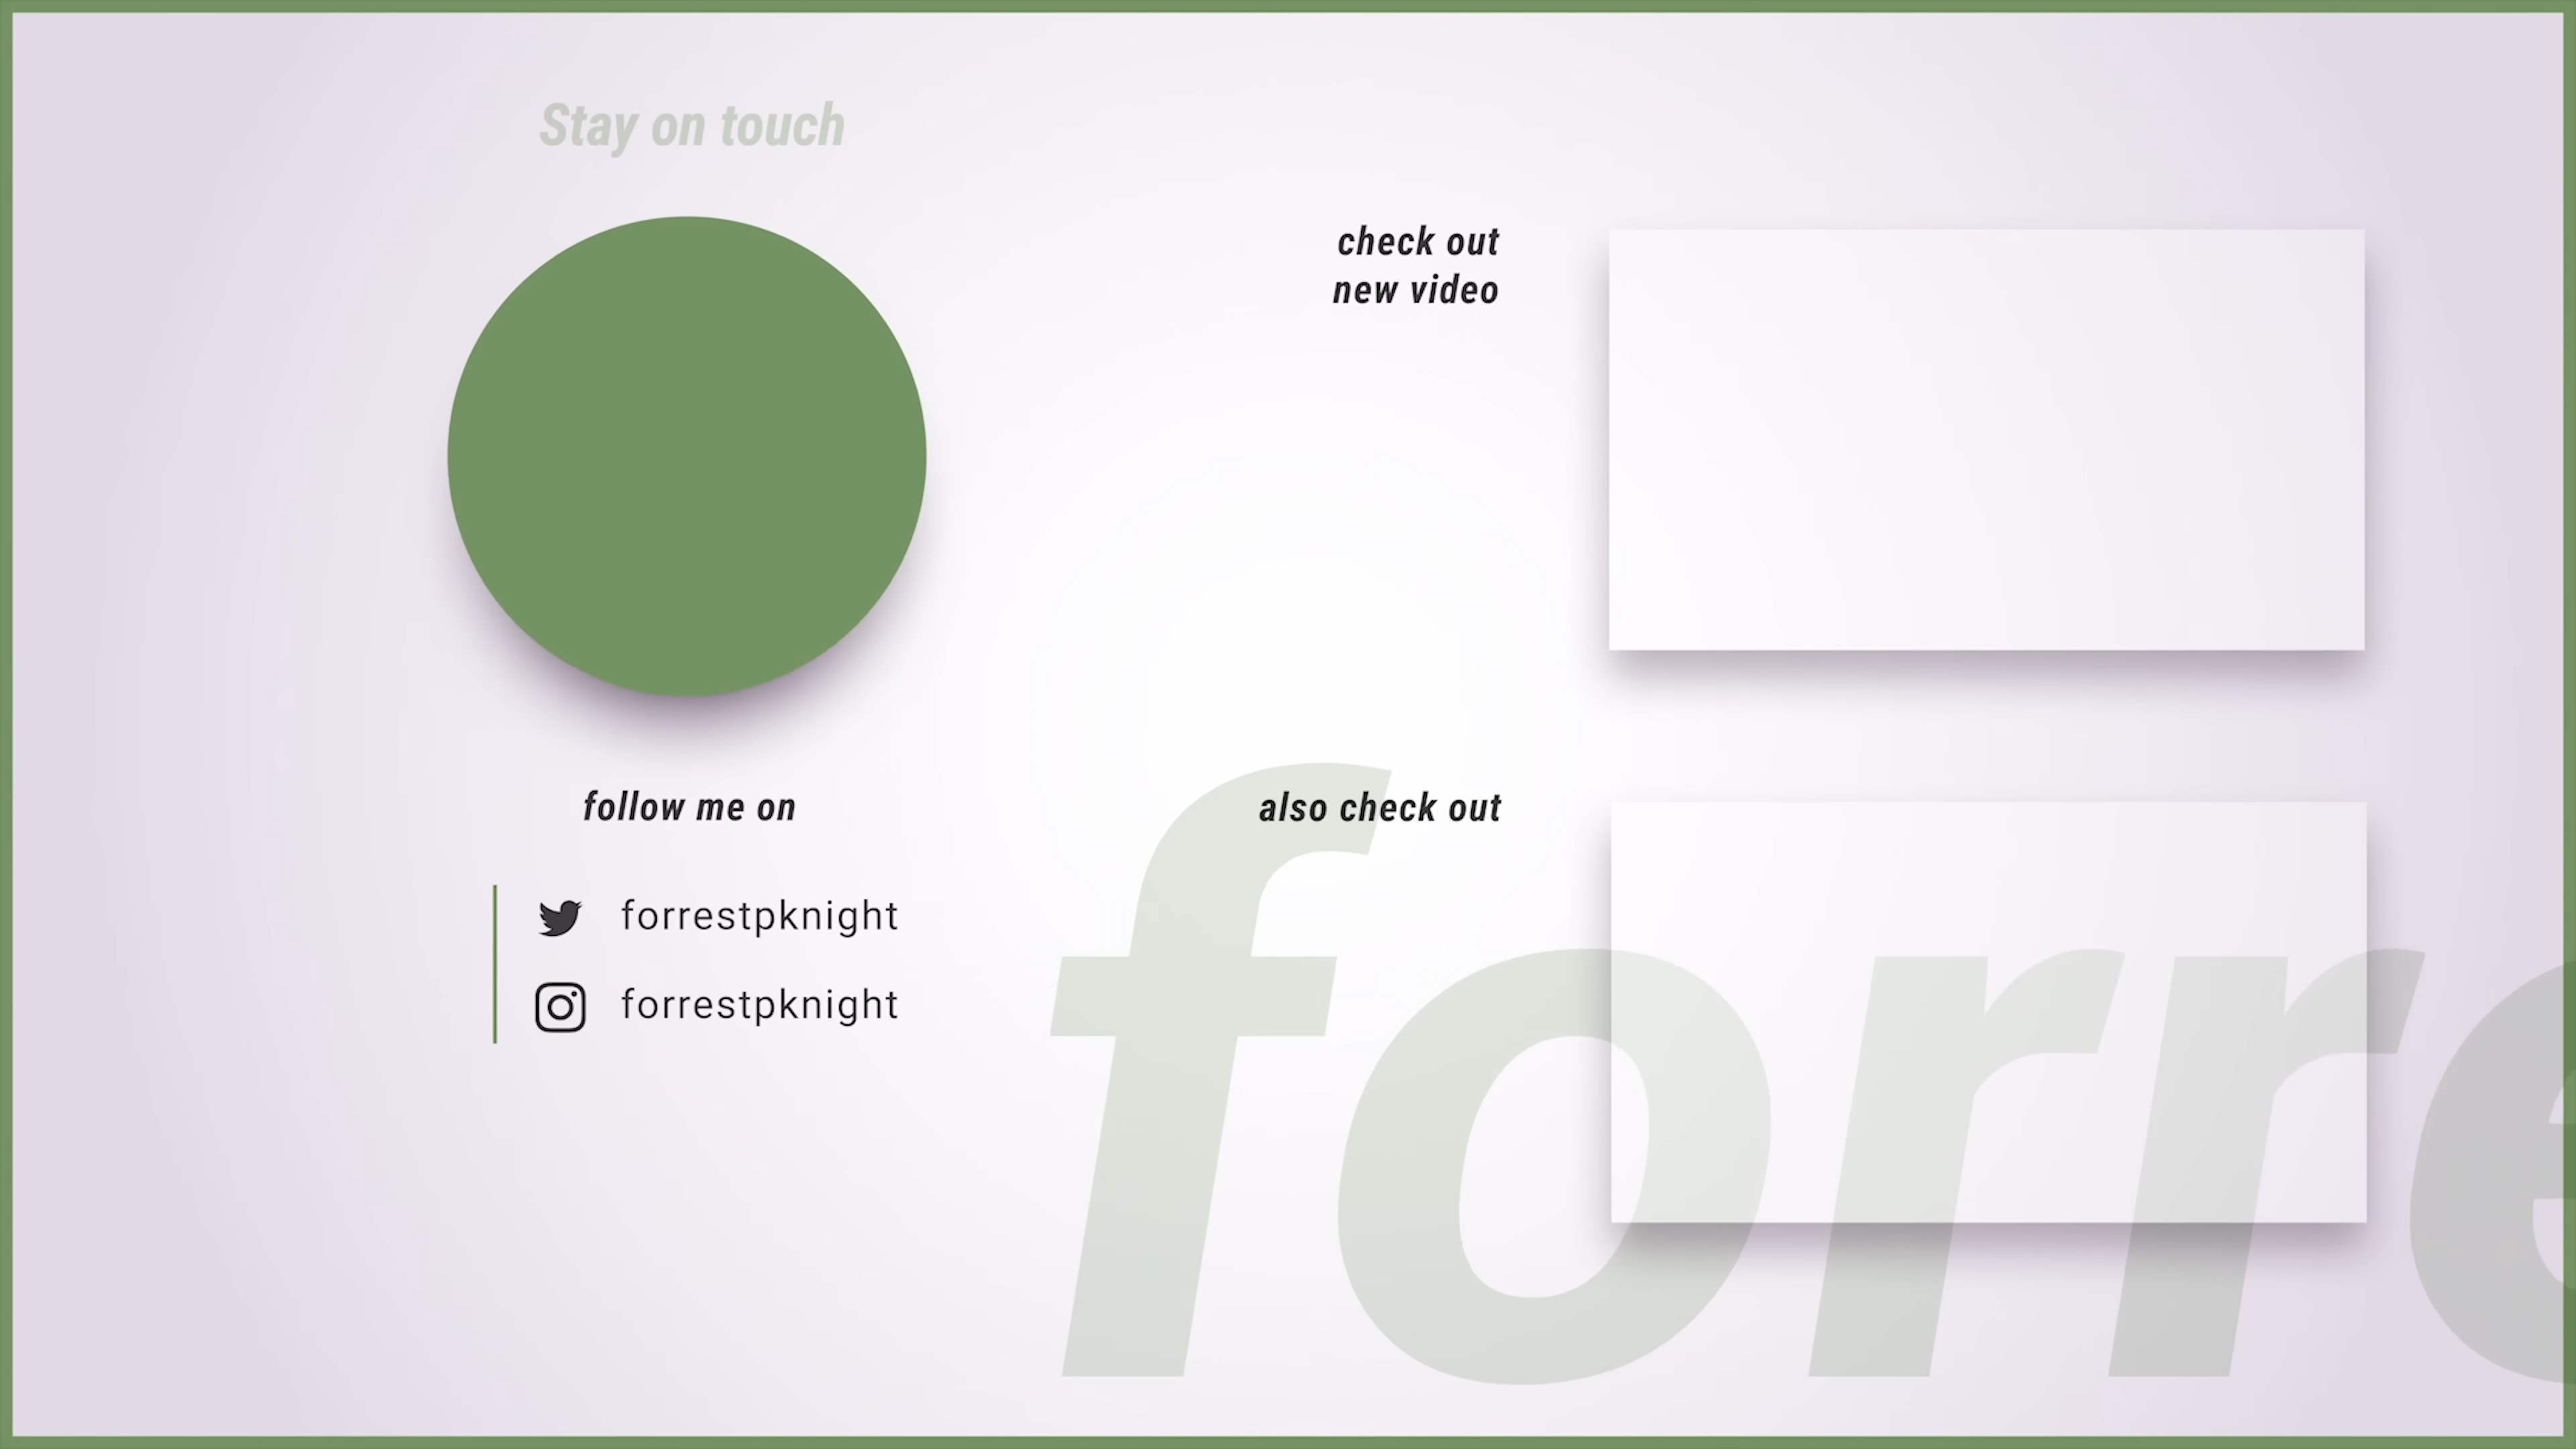 Stay on touch
check out
new video
follow me on
also check out
forrestpknight
forrestpknight
forre